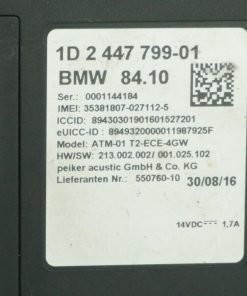 1D 2 447 799-01
BMW 84.10
Ser.: 0001144184
IMEI: 35381807-027112-5
ICCID: 89430301901601527201
eUICC-ID : 8949320000011987925F
Model: ATM-01 T2-ECE-4GW
HW/SW: 213.002.002/ 001.025.102
peiker acustic GmbH & Co. KG
Lieferanten Nr.: 550760-10 30/08/16
14VDC⎓ 1,7A